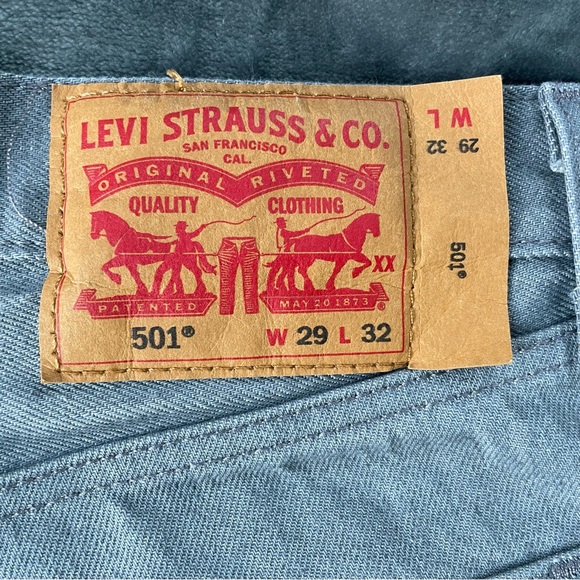 LEVI STRAUSS & CO.
SAN FRANCISCO
CAL.
ORIGINAL RIVETED
QUALITY CLOTHING
XX
PATENTED MAY 20 1873
501® W 29 L 32
W L
29 32
501®